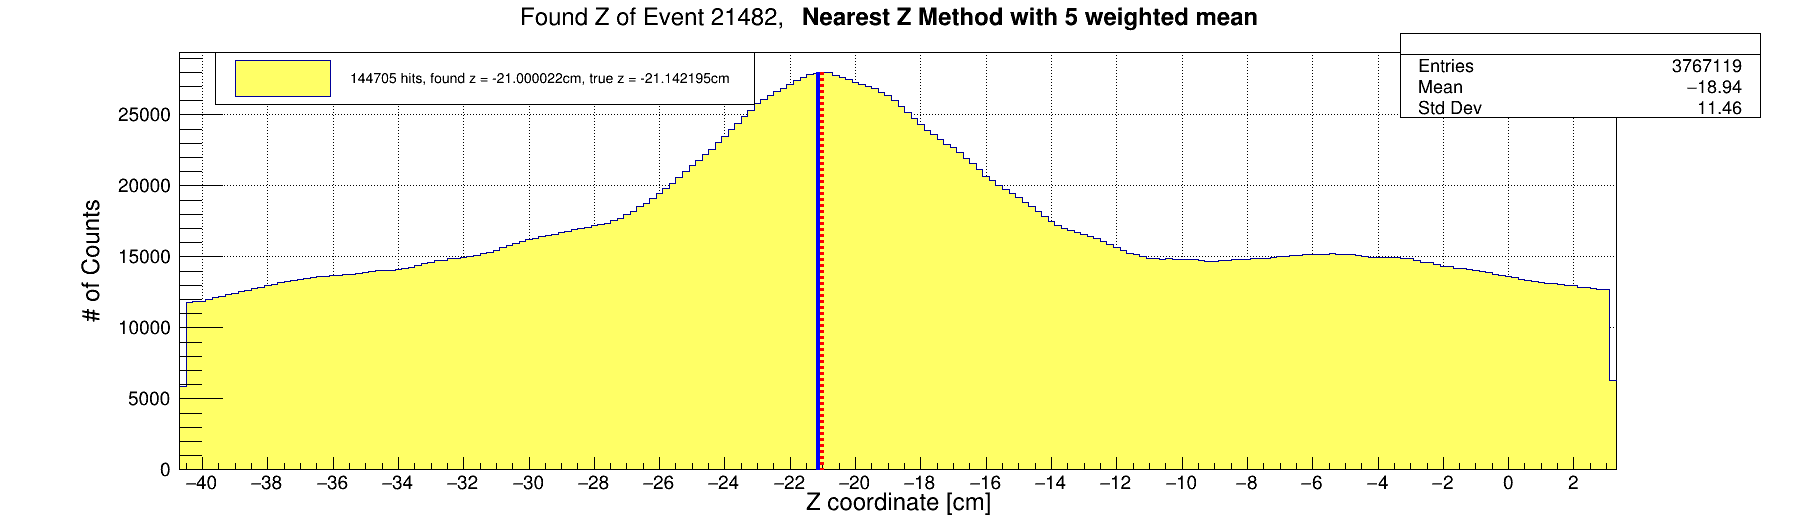 Found Z of Event 21482, Nearest Z Method with 5 weighted mean
144705 hits, found z = -21.000022cm, true z = -21.142195cm
Entries 3767119
Mean −18.94
Std Dev 11.46
# of Counts
25000
20000
15000
10000
5000
0
−40 −38 −36 −34 −32 −30 −28 −26 −24 −22 −20 −18 −16 −14 −12 −10 −8 −6 −4 −2 0 2
Z coordinate [cm]